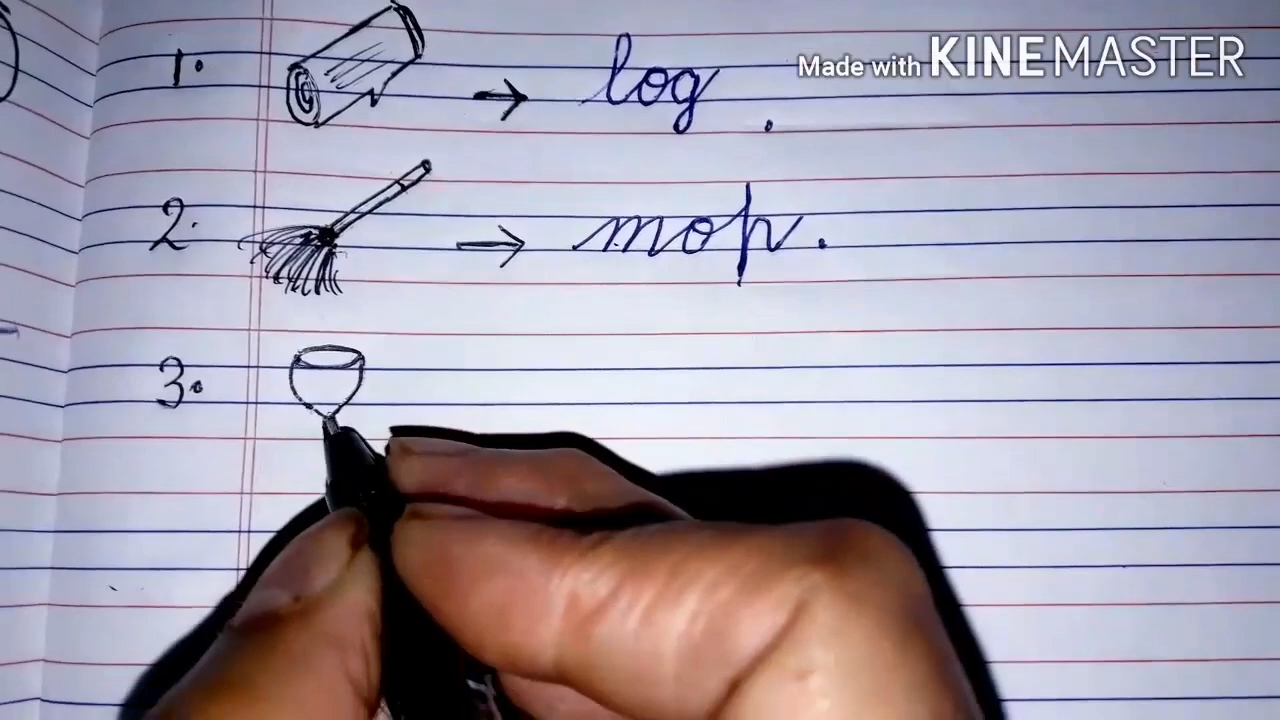 Made with KINEMASTER
1. → log.
2. → mop.
3.